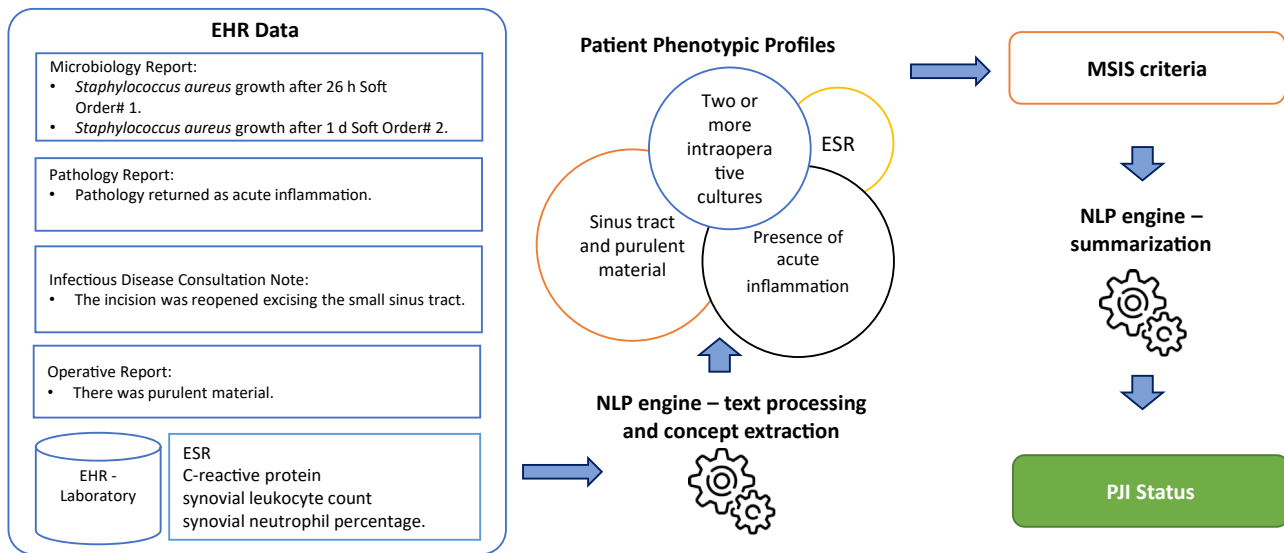 EHR Data
Microbiology Report:
• Staphylococcus aureus growth after 26 h Soft
Order# 1.
• Staphylococcus aureus growth after 1 d Soft Order# 2.
Pathology Report:
• Pathology returned as acute inflammation.
Infectious Disease Consultation Note:
• The incision was reopened excising the small sinus tract.
Operative Report:
• There was purulent material.
EHR -
Laboratory
ESR
C-reactive protein
synovial leukocyte count
synovial neutrophil percentage.
Patient Phenotypic Profiles
Two or
more
intraopera
tive
cultures
ESR
Sinus tract
and purulent
material
Presence of
acute
inflammation
NLP engine – text processing
and concept extraction
MSIS criteria
NLP engine –
summarization
PJI Status